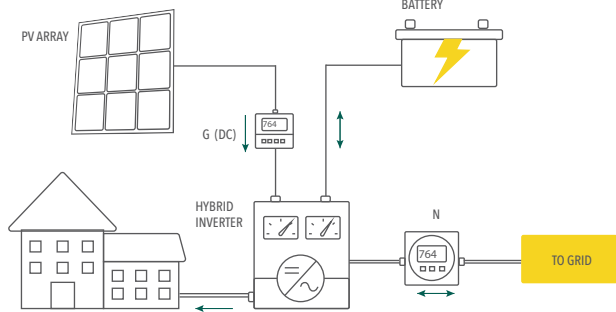 BATTERY
PV ARRAY
764
G (DC)
HYBRID
INVERTER
N
764
TO GRID